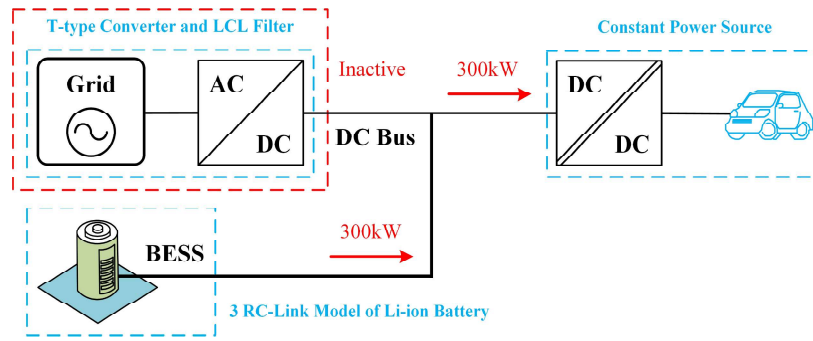 T-type Converter and LCL Filter
Constant Power Source
Grid
AC
DC
Inactive
300kW
DC
DC
DC Bus
300kW
BESS
3 RC-Link Model of Li-ion Battery